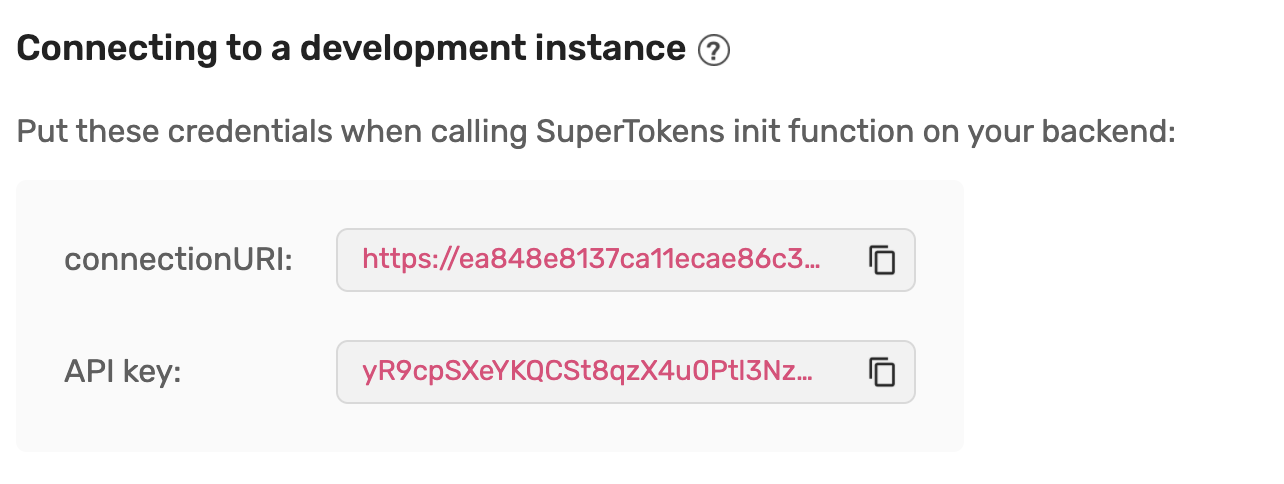 Connecting to a development instance ?
Put these credentials when calling SuperTokens init function on your backend:
connectionURI: https://ea848e8137ca11ecae86c3...
API key: yR9cpSXeYKQCSt8qzX4u0PtI3Nz...